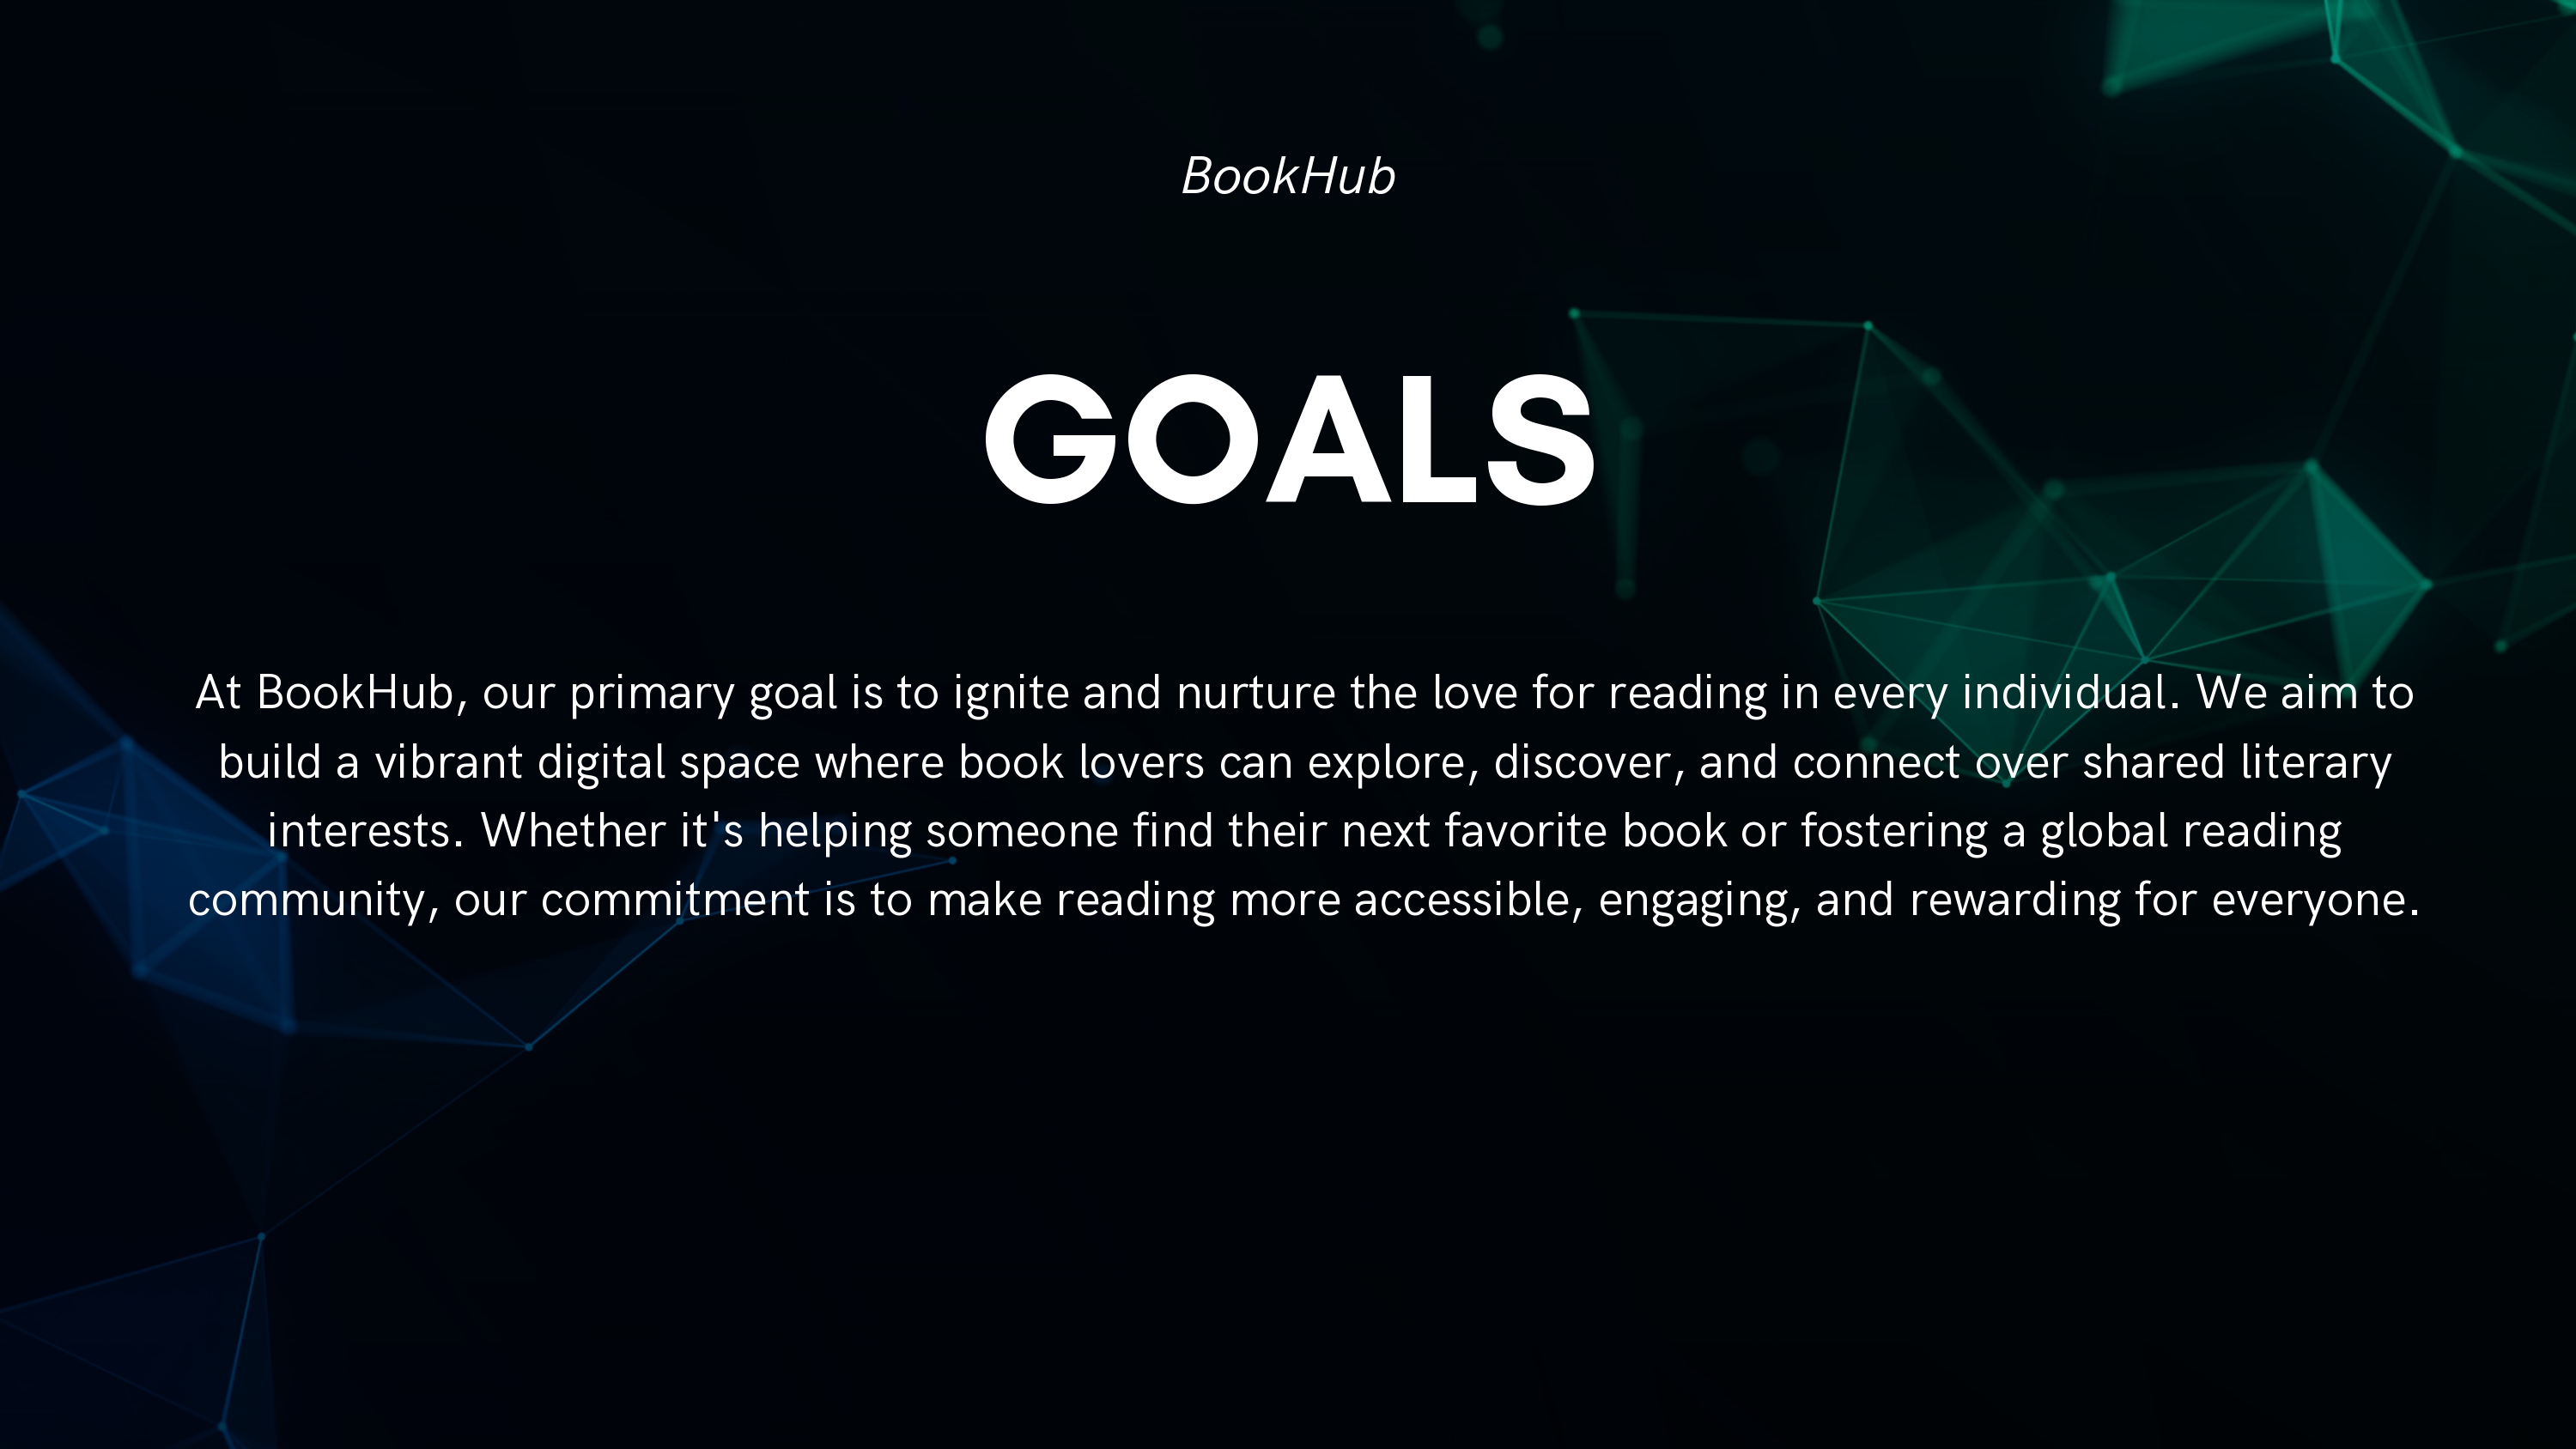 BookHub
GOALS
At BookHub, our primary goal is to ignite and nurture the love for reading in every individual. We aim to
build a vibrant digital space where book lovers can explore, discover, and connect over shared literary
interests. Whether it's helping someone find their next favorite book or fostering a global reading
community, our commitment is to make reading more accessible, engaging, and rewarding for everyone.